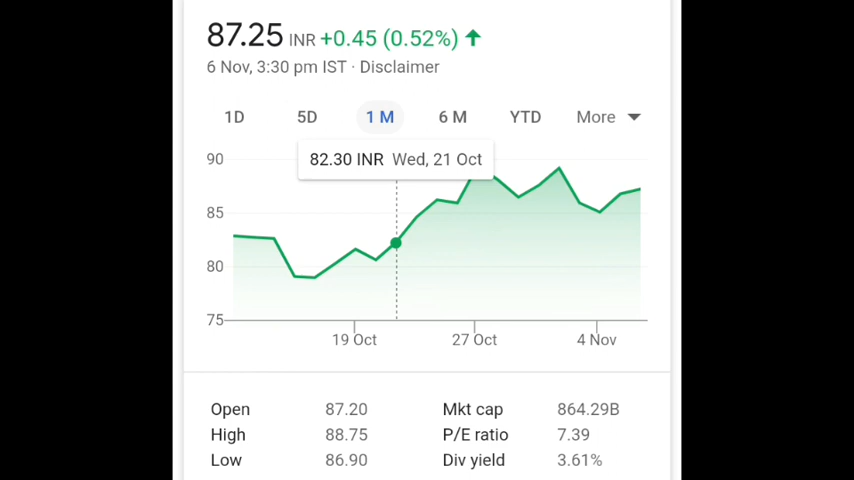 87.25 INR +0.45 (0.52%) ↑
6 Nov, 3:30 pm IST · Disclaimer
1D 5D 1 M 6 M YTD More
82.30 INR Wed, 21 Oct
90
85
80
75
19 Oct 27 Oct 4 Nov
Open 87.20 Mkt cap 864.29B
High 88.75 P/E ratio 7.39
Low 86.90 Div yield 3.61%